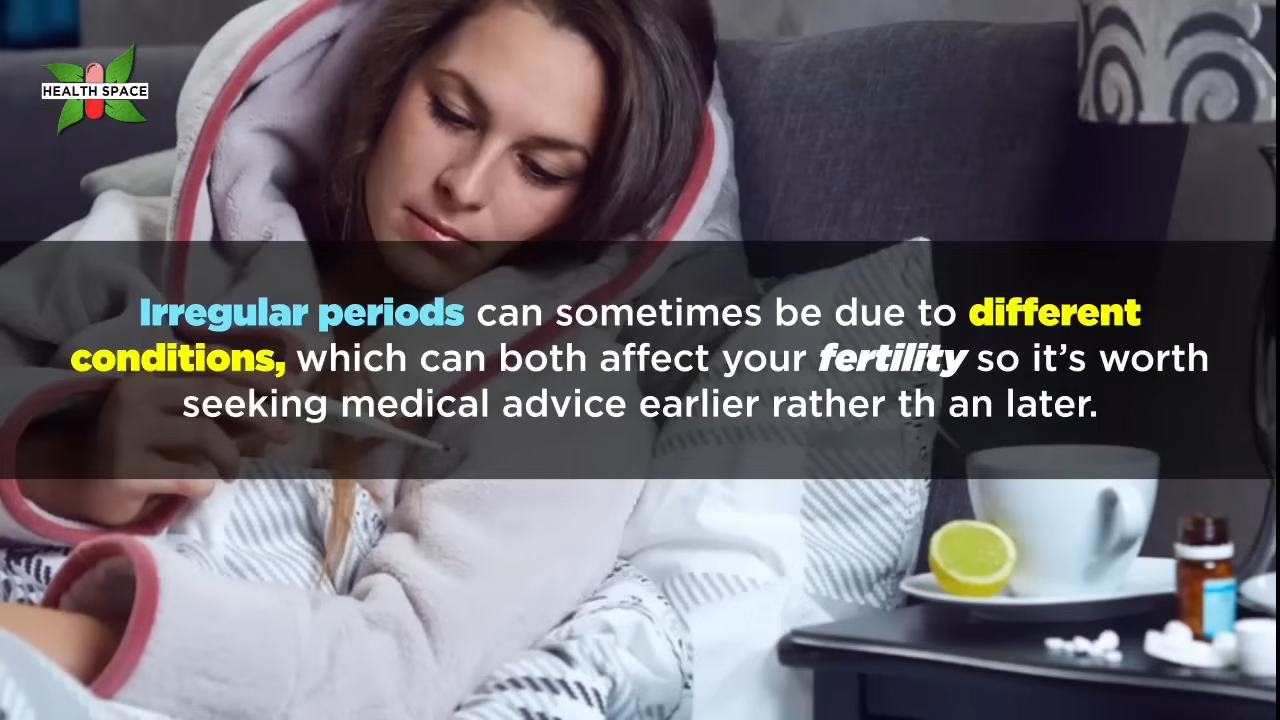 HEALTH SPACE
Irregular periods can sometimes be due to different
conditions, which can both affect your fertility so it's worth
seeking medical advice earlier rather th an later.